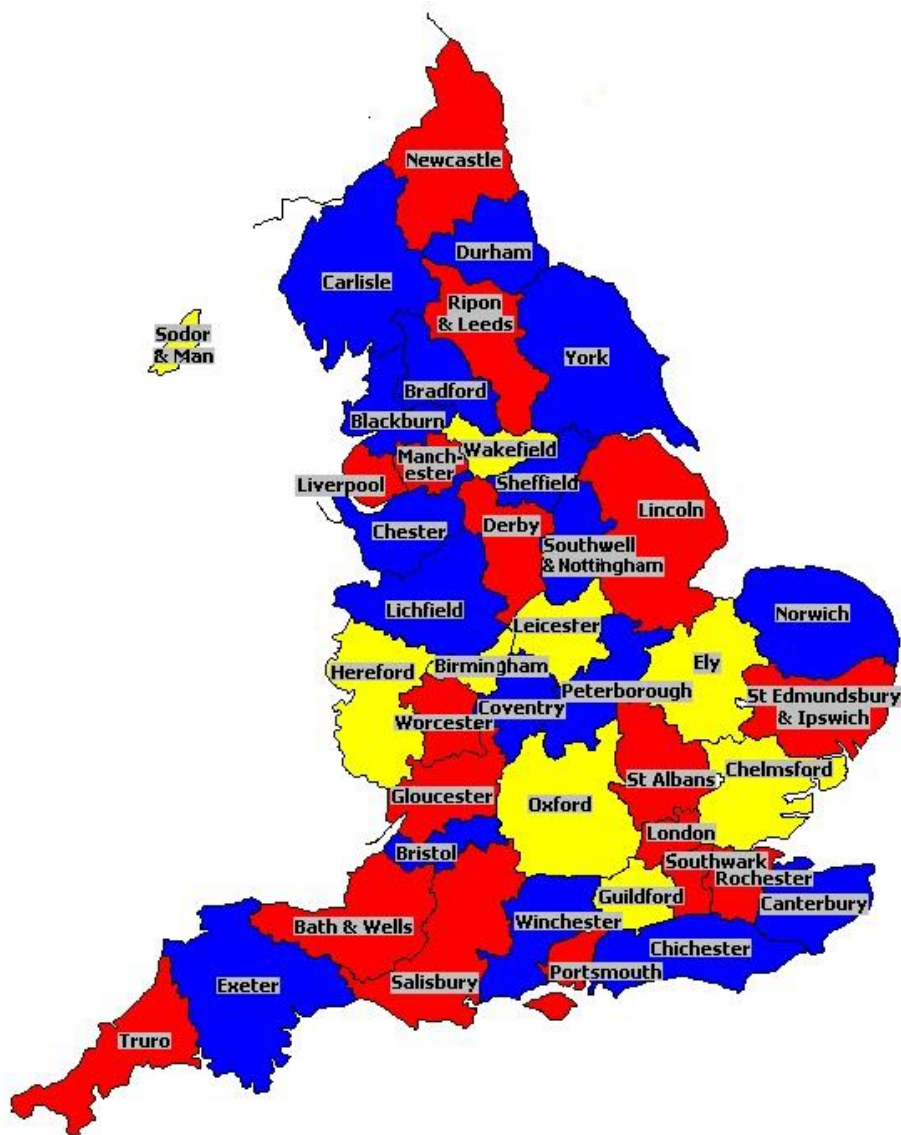 Newcastle
Durham
Carlisle
Ripon
& Leeds
Sodor
& Man
York
Bradford
Blackburn
Wakefield
Manch-
ester
Sheffield
Liverpool
Lincoln
Chester
Derby
Southwell
& Nottingham
Lichfield
Norwich
Leicester
Ely
Birmingham
Hereford
Peterborough
St Edmundsbury
& Ipswich
Coventry
Worcester
Chelmsford
St Albans
Gloucester
Oxford
London
Bristol
Southwark
Rochester
Guildford
Canterbury
Winchester
Bath & Wells
Chichester
Portsmouth
Salisbury
Exeter
Truro